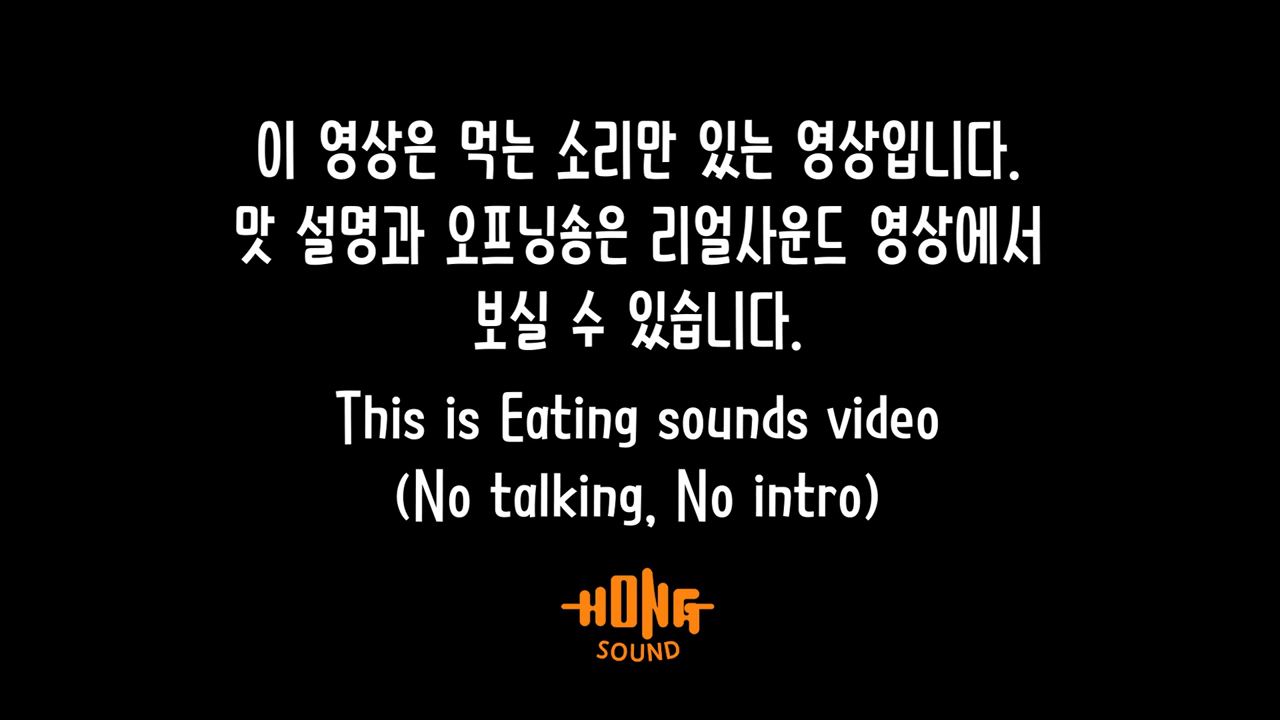 이 영상은 먹는 소리만 있는 영상입니다.
맛 설명과 오프닝송은 리얼사운드 영상에서
보실 수 있습니다.
This is Eating sounds video
(No talking, No intro)
HONG
SOUND